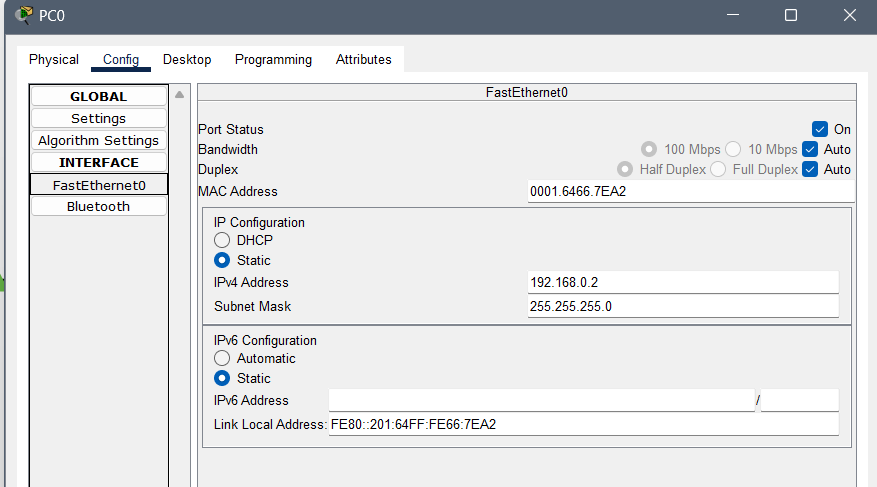 PC0
Physical Config Desktop Programming Attributes
GLOBAL
Settings
Algorithm Settings
INTERFACE
FastEthernet0
Bluetooth
FastEthernet0
Port Status On
Bandwidth 100 Mbps 10 Mbps Auto
Duplex Half Duplex Full Duplex Auto
MAC Address 0001.6466.7EA2
IP Configuration
DHCP
Static
IPv4 Address 192.168.0.2
Subnet Mask 255.255.255.0
IPv6 Configuration
Automatic
Static
IPv6 Address /
Link Local Address: FE80::201:64FF:FE66:7EA2